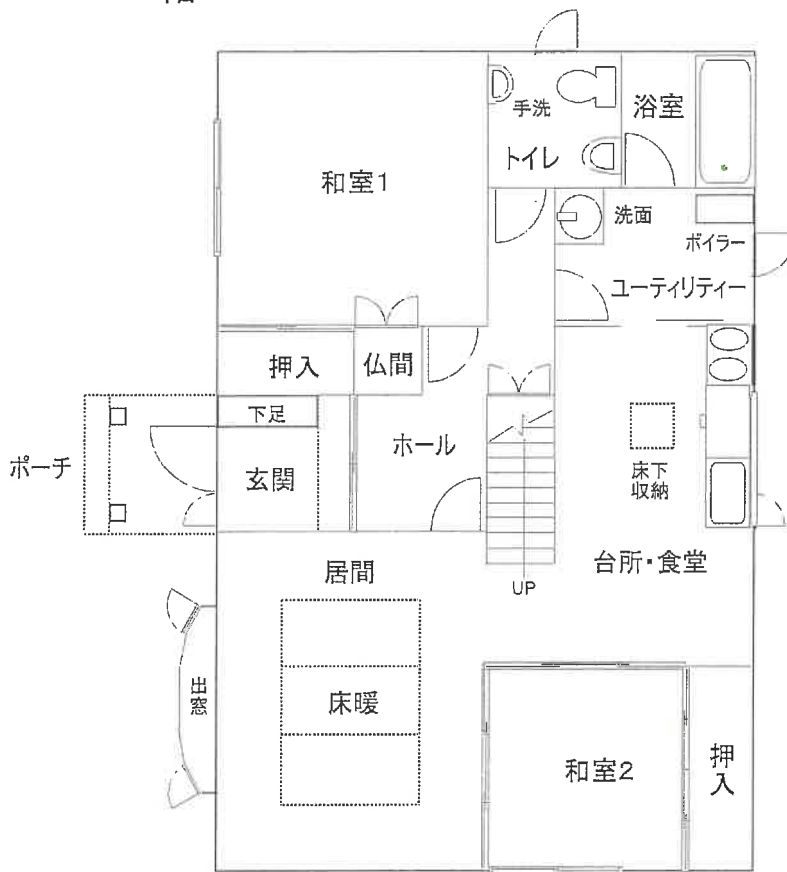 手洗
浴室
トイレ
和室1
洗面
ボイラー
ユーティリティー
押入
仏間
下足
ホール
ポーチ
玄関
床下
収納
居間
台所・食堂
UP
出窓
床暖
和室2
押入